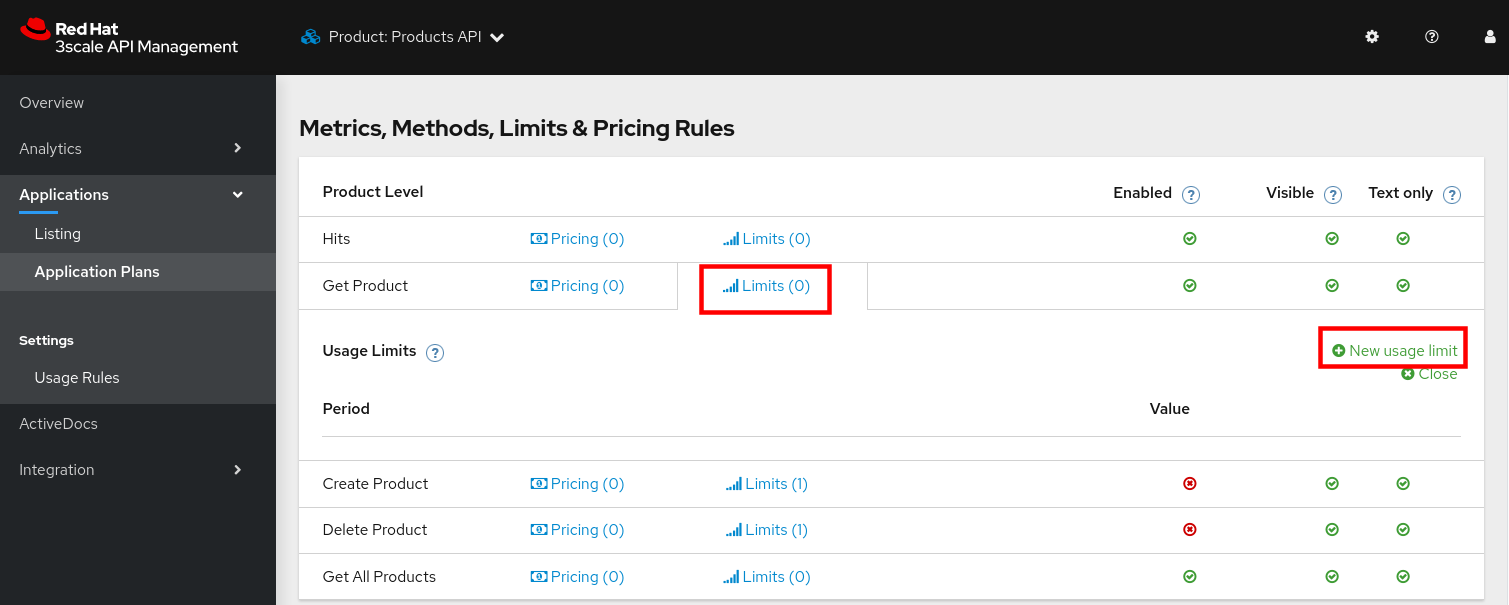 Red Hat
3scale API Management
Product: Products API
Overview
Analytics
Applications
Listing
Application Plans
Settings
Usage Rules
ActiveDocs
Integration
Metrics, Methods, Limits & Pricing Rules
Product Level Enabled ? Visible ? Text only ?
Hits Pricing (0) Limits (0)
Get Product Pricing (0) Limits (0)
Usage Limits ? New usage limit
Close
Period Value
Create Product Pricing (0) Limits (1)
Delete Product Pricing (0) Limits (1)
Get All Products Pricing (0) Limits (0)